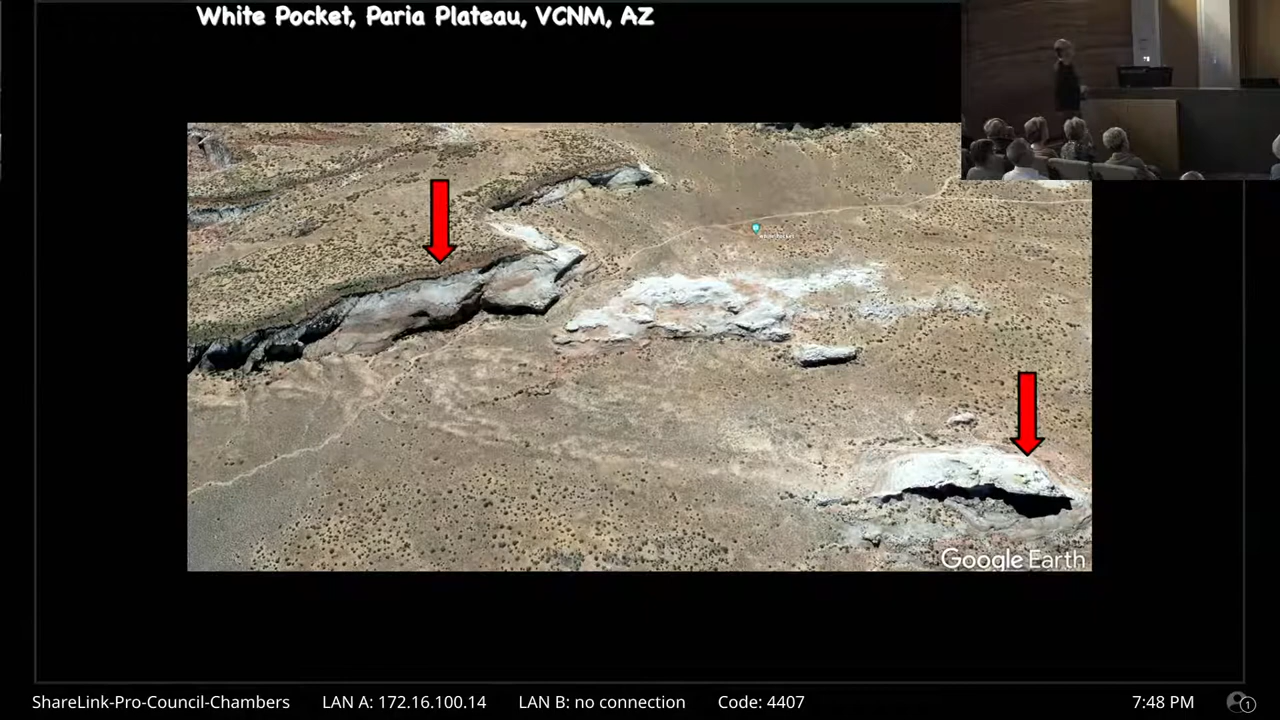 White Pocket, Paria Plateau, VCNM, AZ
Google Earth
ShareLink-Pro-Council-Chambers LAN A: 172.16.100.14 LAN B: no connection Code: 4407 7:48 PM 1